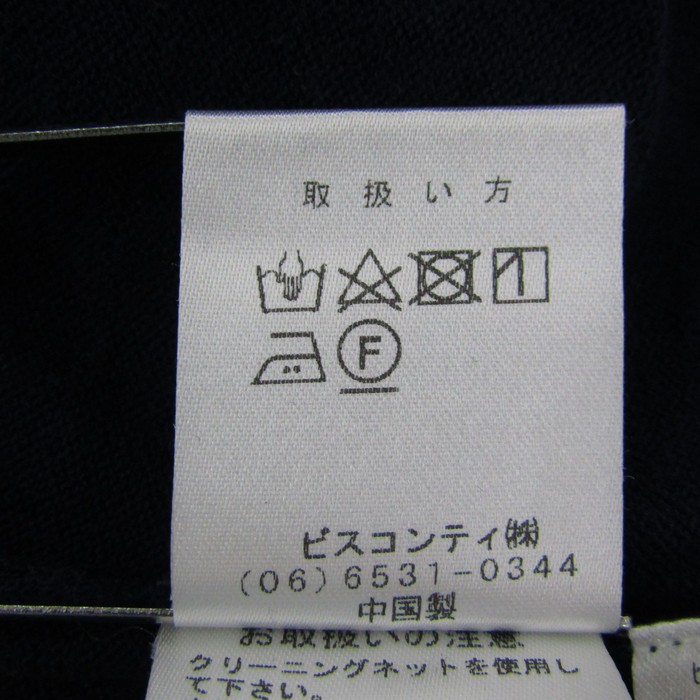 取扱い方
F
ビスコンティ㈱
(06)6531-0344
中国製
お取扱いの注意
クリーニングネットを使用し
て下さい。